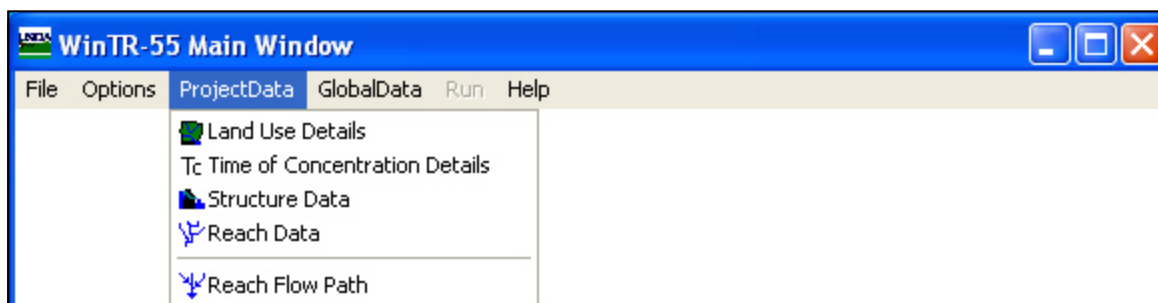 USDA WinTR-55 Main Window
File Options ProjectData GlobalData Run Help
Land Use Details
Tc Time of Concentration Details
Structure Data
Reach Data
Reach Flow Path